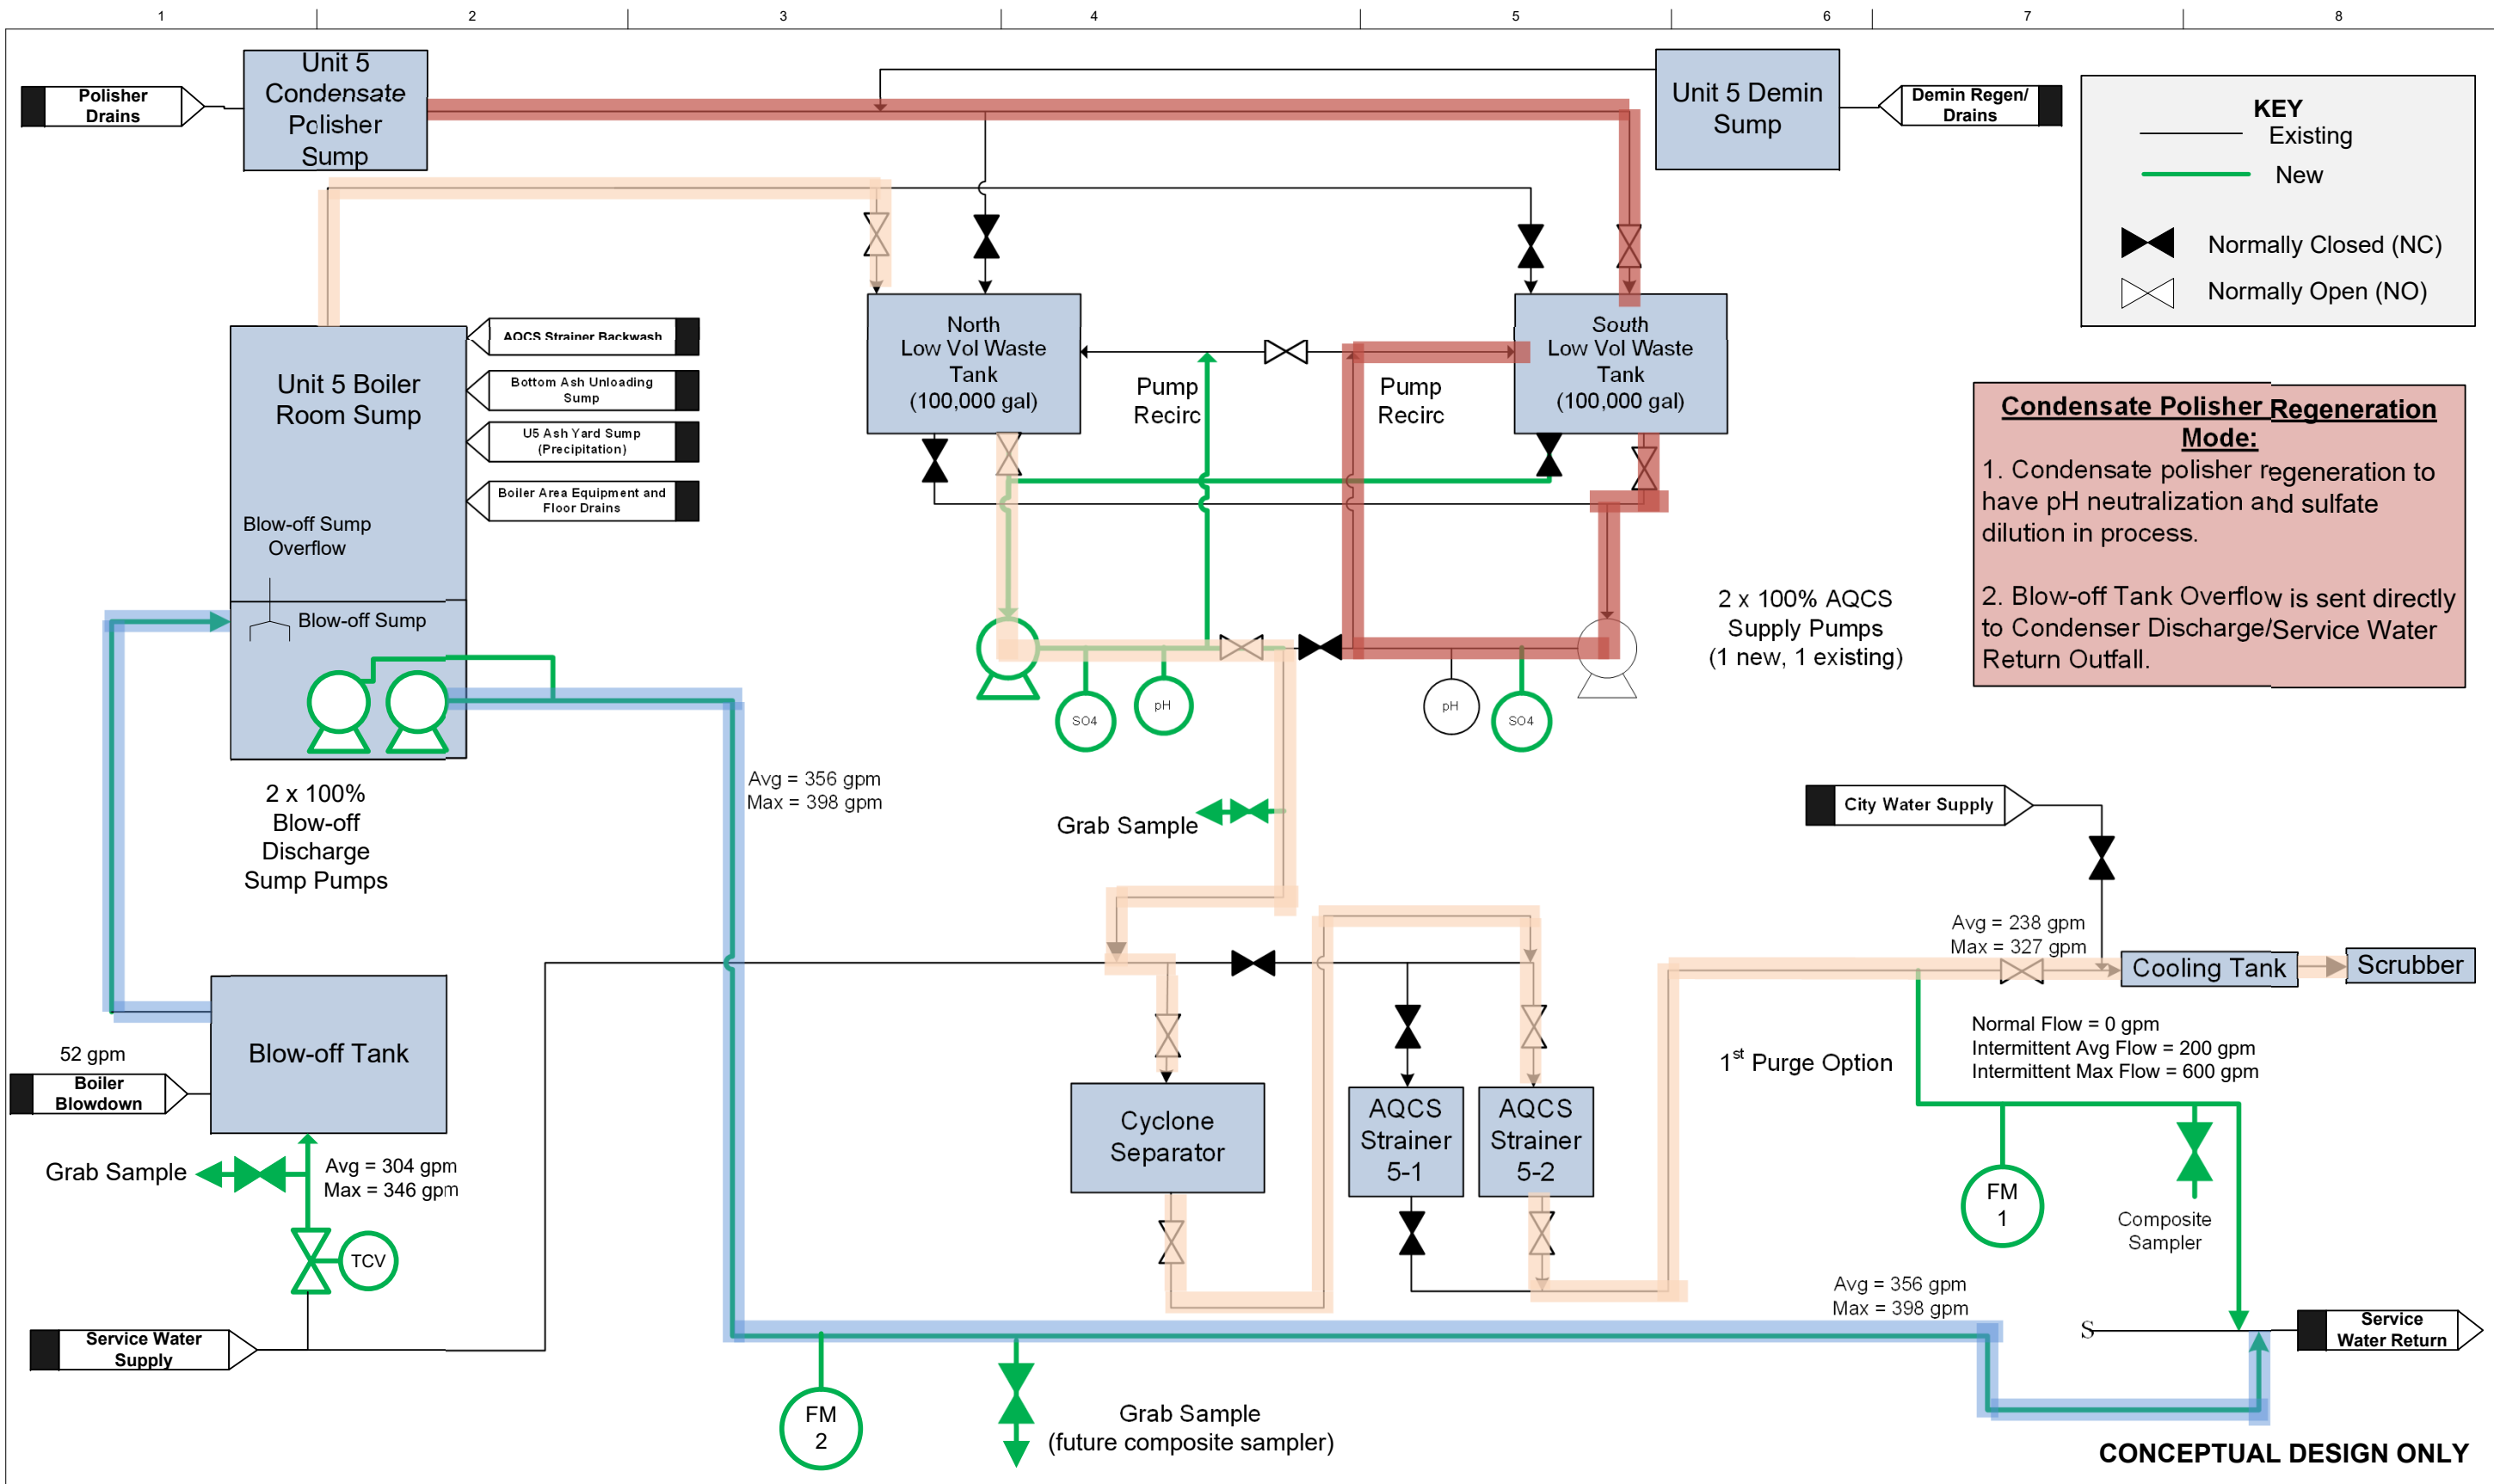 1 2 3 4 5 6 7 8
Unit 5
Condensate
Polisher
Sump
Polisher
Drains
Unit 5 Demin
Sump
Demin Regen/
Drains
KEY
Existing
New
Normally Closed (NC)
Normally Open (NO)
North
Low Vol Waste
Tank
(100,000 gal)
South
Low Vol Waste
Tank
(100,000 gal)
Pump
Recirc
Pump
Recirc
Unit 5 Boiler
Room Sump
AQCS Strainer Backwash
Bottom Ash Unloading
Sump
U5 Ash Yard Sump
(Precipitation)
Boiler Area Equipment and
Floor Drains
Blow-off Sump
Overflow
Blow-off Sump
Condensate Polisher Regeneration
Mode:
1. Condensate polisher regeneration to
have pH neutralization and sulfate
dilution in process.
2. Blow-off Tank Overflow is sent directly
to Condenser Discharge/Service Water
Return Outfall.
2 x 100% AQCS
Supply Pumps
(1 new, 1 existing)
SO4
pH
pH
SO4
2 x 100%
Blow-off
Discharge
Sump Pumps
Avg = 356 gpm
Max = 398 gpm
Grab Sample
City Water Supply
Avg = 238 gpm
Max = 327 gpm
Cooling Tank
Scrubber
Normal Flow = 0 gpm
Intermittent Avg Flow = 200 gpm
Intermittent Max Flow = 600 gpm
1st Purge Option
Blow-off Tank
52 gpm
Boiler
Blowdown
Grab Sample
Avg = 304 gpm
Max = 346 gpm
TCV
Service Water
Supply
Cyclone
Separator
AQCS
Strainer
5-1
AQCS
Strainer
5-2
FM
1
Composite
Sampler
Avg = 356 gpm
Max = 398 gpm
S
Service
Water Return
FM
2
Grab Sample
(future composite sampler)
CONCEPTUAL DESIGN ONLY